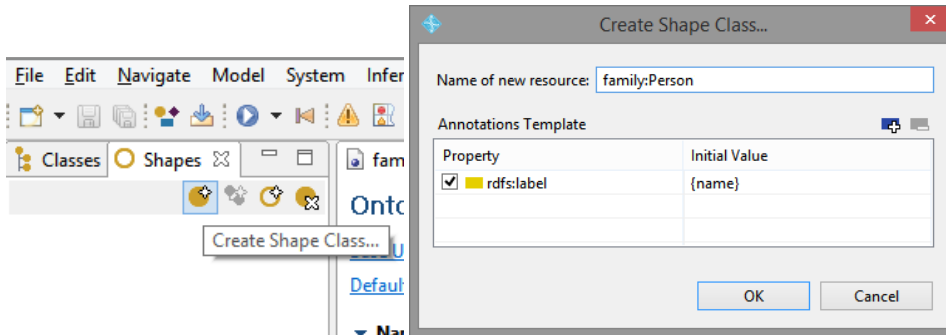 File Edit Navigate Model System Infer
Classes Shapes fam
Onto
Create Shape Class...
Default
Create Shape Class...
Name of new resource: family:Person
Annotations Template
Property Initial Value
rdfs:label {name}
OK Cancel